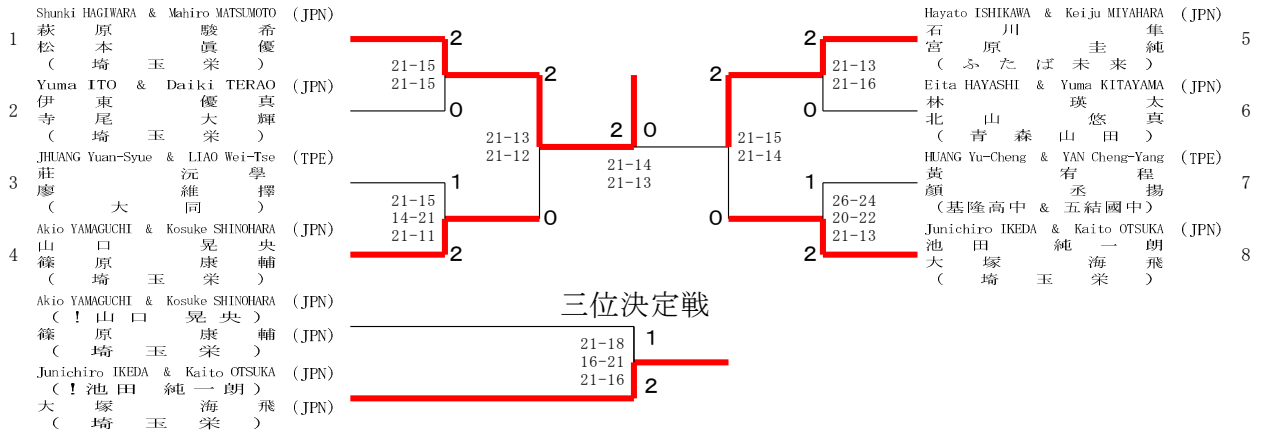 Shunki HAGIWARA & Mahiro MATSUMOTO (JPN)
1
萩原 駿希
松本 眞優
(埼玉栄)
Yuma ITO & Daiki TERAO (JPN)
2
伊東 優真
寺尾 大輝
(埼玉栄)
JHUANG Yuan-Syue & LIAO Wei-Tse (TPE)
3
莊 沅學
廖 維擇
(大同)
Akio YAMAGUCHI & Kosuke SHINOHARA (JPN)
4
山口 晃央
篠原 康輔
(埼玉栄)
2
21-15
21-15
0
1
21-15
14-21
21-11
2
2
21-13
21-12
0
2 0
21-14
21-13
2
21-15
21-14
0
2
21-13
21-16
0
1
26-24
20-22
21-13
2
Hayato ISHIKAWA & Keiju MIYAHARA (JPN)
石川 隼
宮原 圭純
(ふたば未来)
5
Eita HAYASHI & Yuma KITAYAMA (JPN)
林 瑛太
北山 悠真
(青森山田)
6
HUANG Yu-Cheng & YAN Cheng-Yang (TPE)
黃 宥程
顏 丞揚
(基隆高中 & 五結國中)
7
Junichiro IKEDA & Kaito OTSUKA (JPN)
池田 純一朗
大塚 海飛
(埼玉栄)
8
三位決定戦
Akio YAMAGUCHI & Kosuke SHINOHARA (JPN)
(!山口 晃央)
篠原 康輔 (JPN)
(埼玉栄)
Junichiro IKEDA & Kaito OTSUKA (JPN)
(!池田 純一朗)
大塚 海飛 (JPN)
(埼玉栄)
1
21-18
16-21
21-16
2